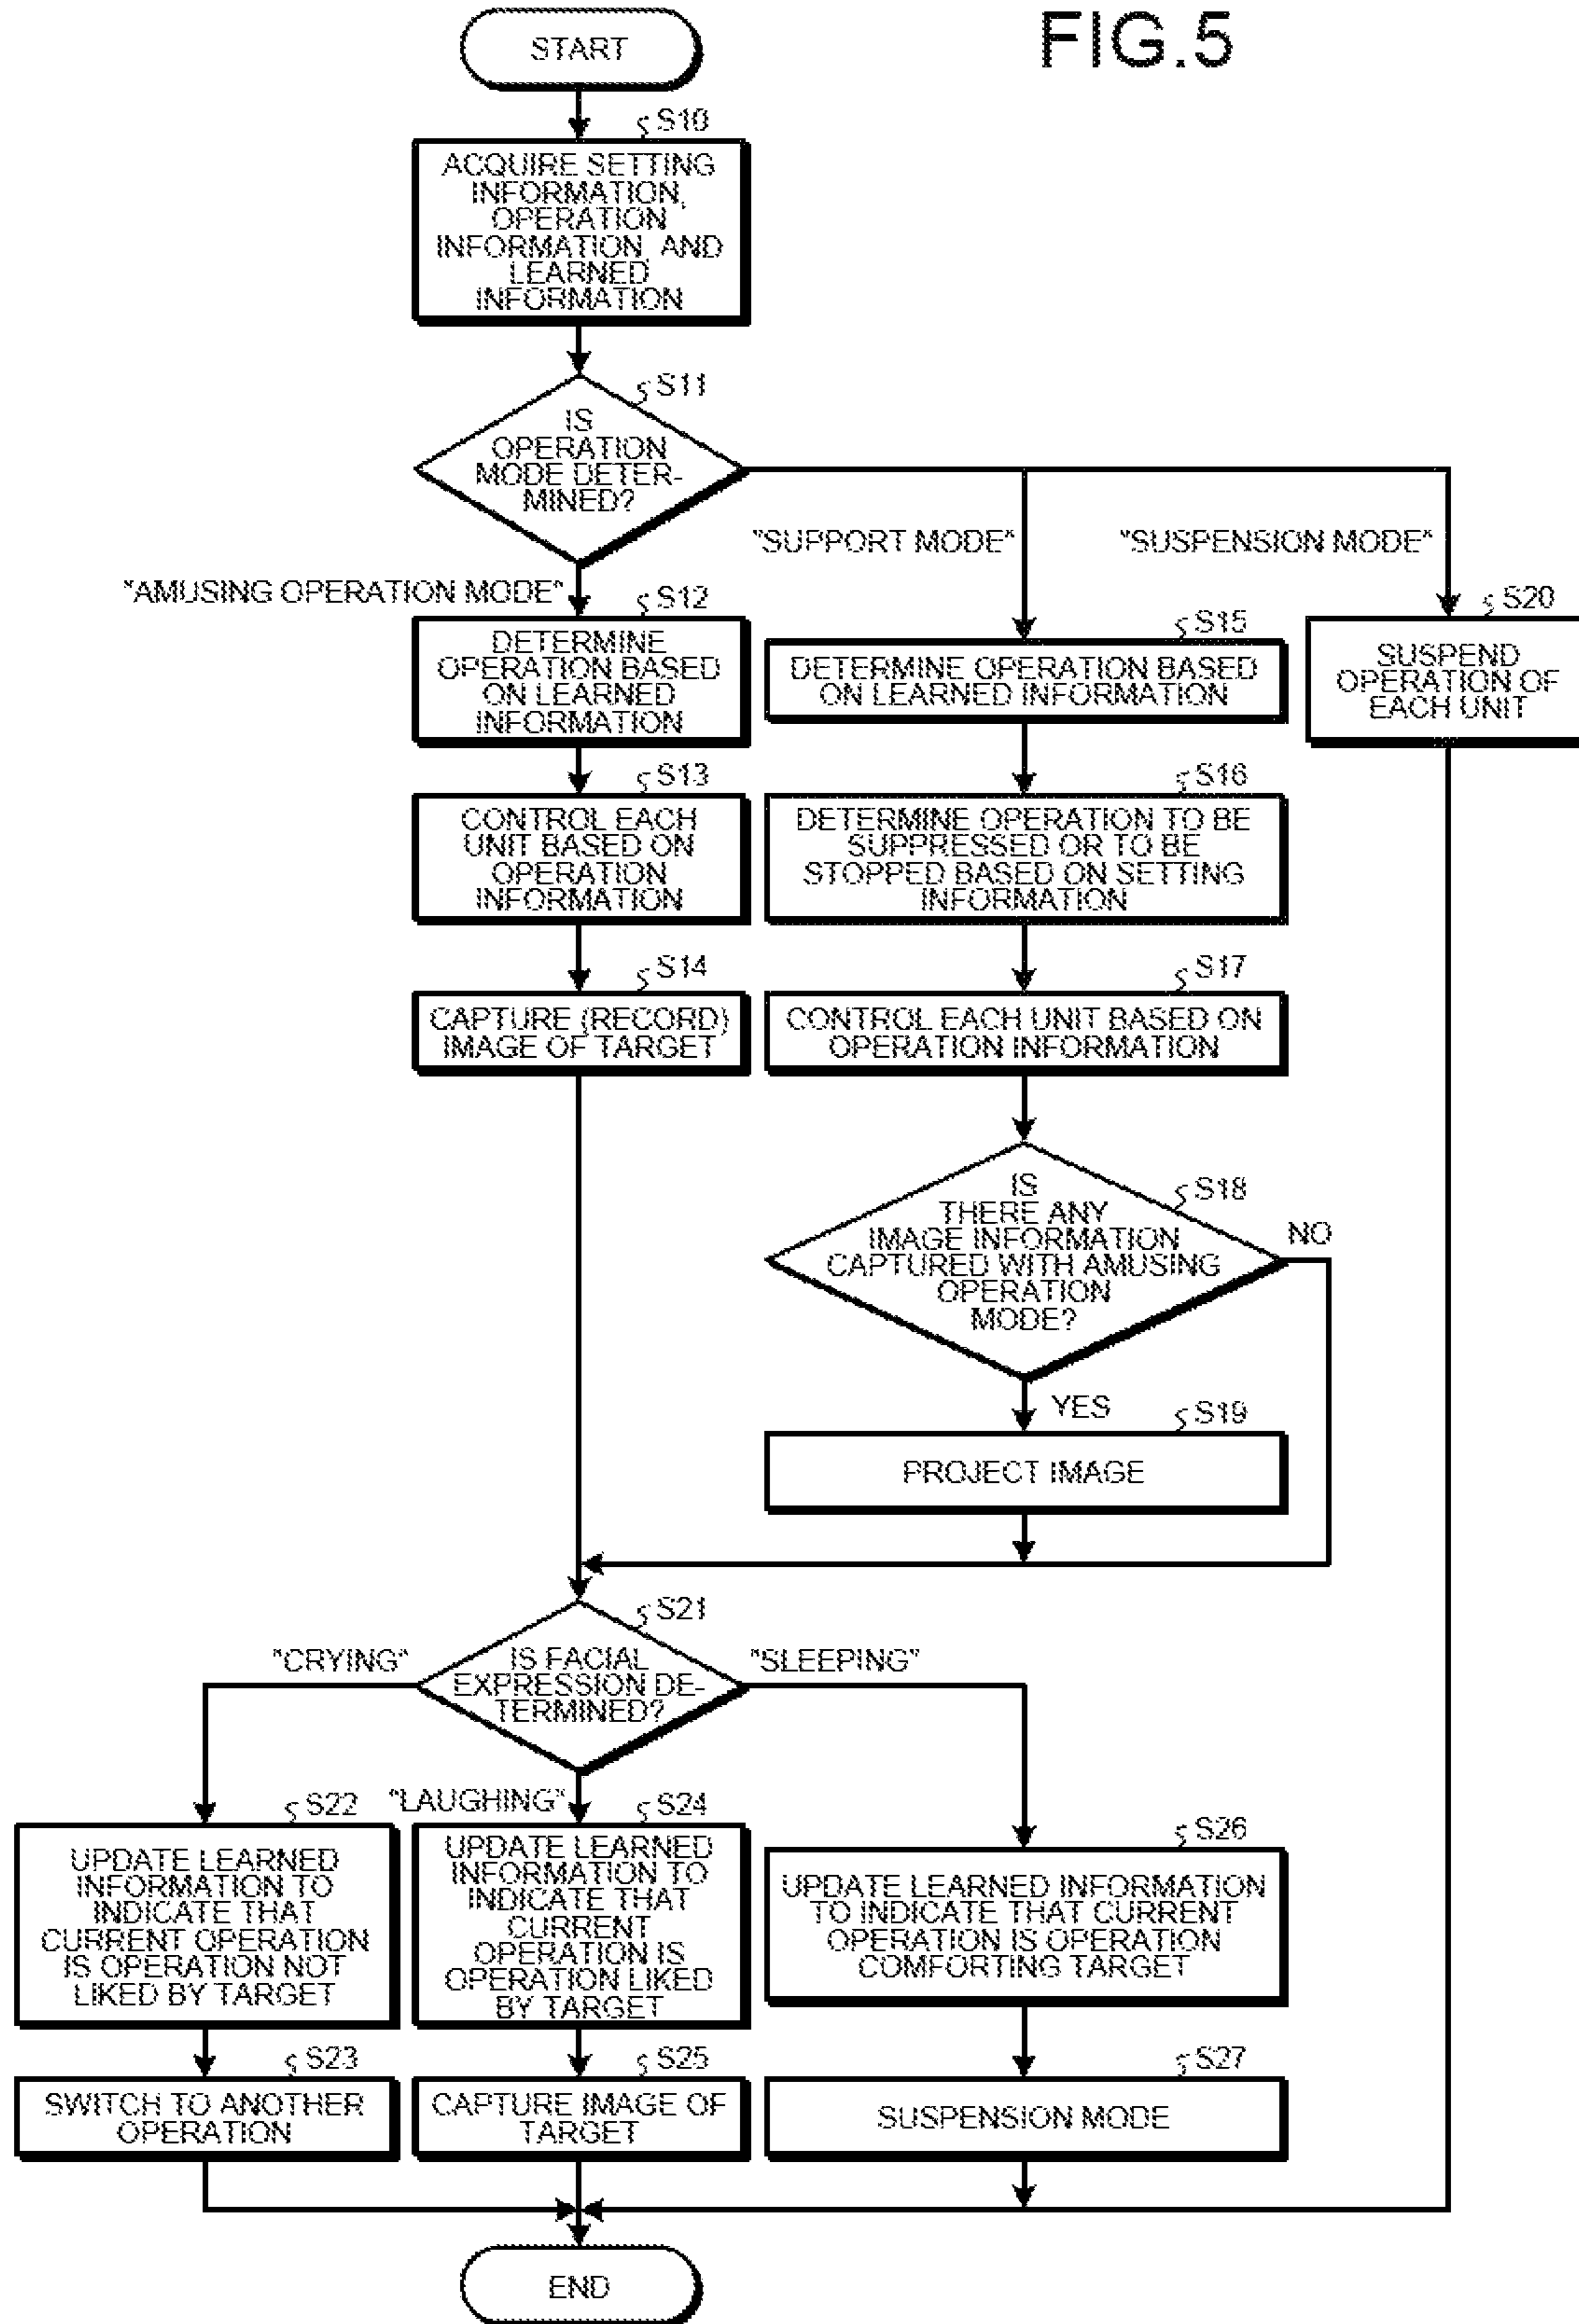 FIG.5
START
S10
ACQUIRE SETTING
INFORMATION,
OPERATION
INFORMATION, AND
LEARNED
INFORMATION
S11
IS
OPERATION
MODE DETER-
MINED?
"SUPPORT MODE"
"SUSPENSION MODE"
"AMUSING OPERATION MODE"
S12
DETERMINE
OPERATION BASED
ON LEARNED
INFORMATION
S15
DETERMINE OPERATION BASED
ON LEARNED INFORMATION
S20
SUSPEND
OPERATION OF
EACH UNIT
S13
CONTROL EACH
UNIT BASED ON
OPERATION
INFORMATION
S16
DETERMINE OPERATION TO BE
SUPPRESSED OR TO BE
STOPPED BASED ON SETTING
INFORMATION
S14
CAPTURE (RECORD)
IMAGE OF TARGET
S17
CONTROL EACH UNIT BASED ON
OPERATION INFORMATION
S18
IS
THERE ANY
IMAGE INFORMATION
CAPTURED WITH AMUSING
OPERATION
MODE?
NO
YES
S19
PROJECT IMAGE
S21
IS FACIAL
EXPRESSION DE-
TERMINED?
"CRYING"
"SLEEPING"
"LAUGHING"
S22
UPDATE LEARNED
INFORMATION TO
INDICATE THAT
CURRENT OPERATION
IS OPERATION NOT
LIKED BY TARGET
S24
UPDATE LEARNED
INFORMATION TO
INDICATE THAT
CURRENT
OPERATION IS
OPERATION LIKED
BY TARGET
S26
UPDATE LEARNED INFORMATION
TO INDICATE THAT CURRENT
OPERATION IS OPERATION
COMFORTING TARGET
S23
SWITCH TO ANOTHER
OPERATION
S25
CAPTURE IMAGE OF
TARGET
S27
SUSPENSION MODE
END